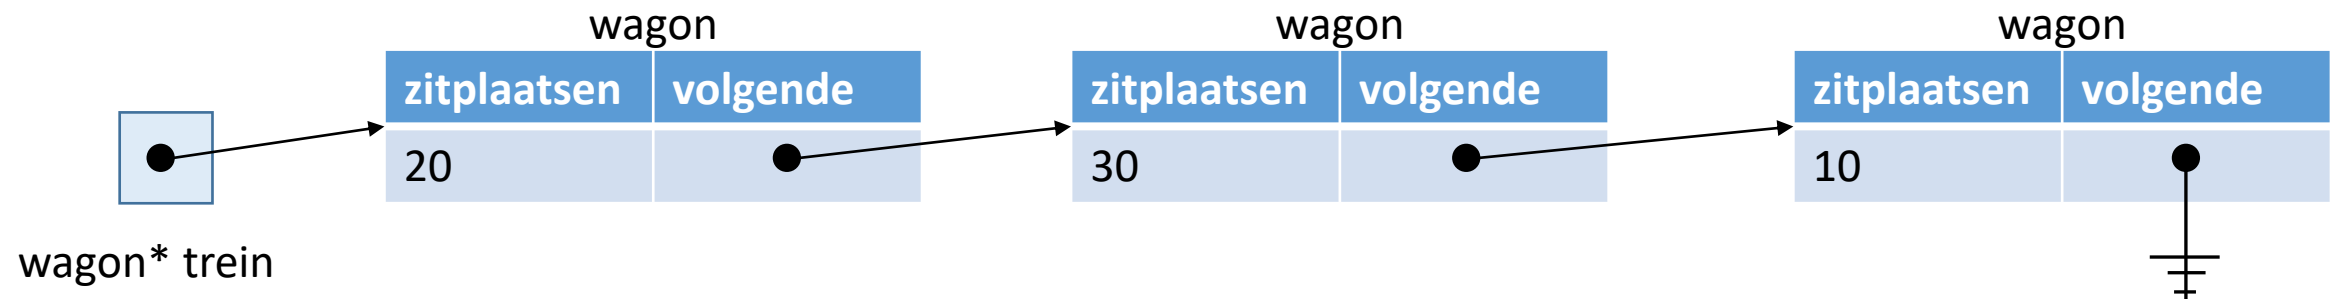 wagon wagon wagon
zitplaatsen volgende zitplaatsen volgende zitplaatsen volgende
20 30 10
wagon* trein